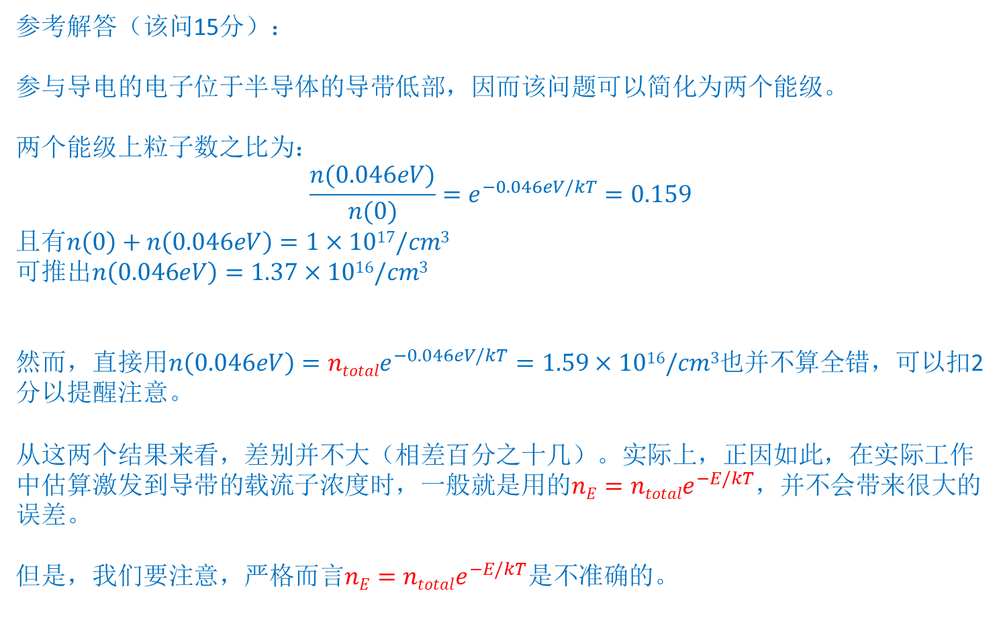 参考解答（该问15分）：
参与导电的电子位于半导体的导带低部，因而该问题可以简化为两个能级。
两个能级上粒子数之比为：
n(0.046eV)/n(0) = e^{−0.046eV/kT} = 0.159
且有n(0) + n(0.046eV) = 1 × 10^{17}/cm^{3}
可推出n(0.046eV) = 1.37 × 10^{16}/cm^{3}
然而，直接用n(0.046eV) = n_{total}e^{−0.046eV/kT} = 1.59 × 10^{16}/cm^{3}也并不算全错，可以扣2
分以提醒注意。
从这两个结果来看，差别并不大（相差百分之十几）。实际上，正因如此，在实际工作
中估算激发到导带的载流子浓度时，一般就是用的n_{E} = n_{total}e^{−E/kT}，并不会带来很大的
误差。
但是，我们要注意，严格而言n_{E} = n_{total}e^{−E/kT}是不准确的。